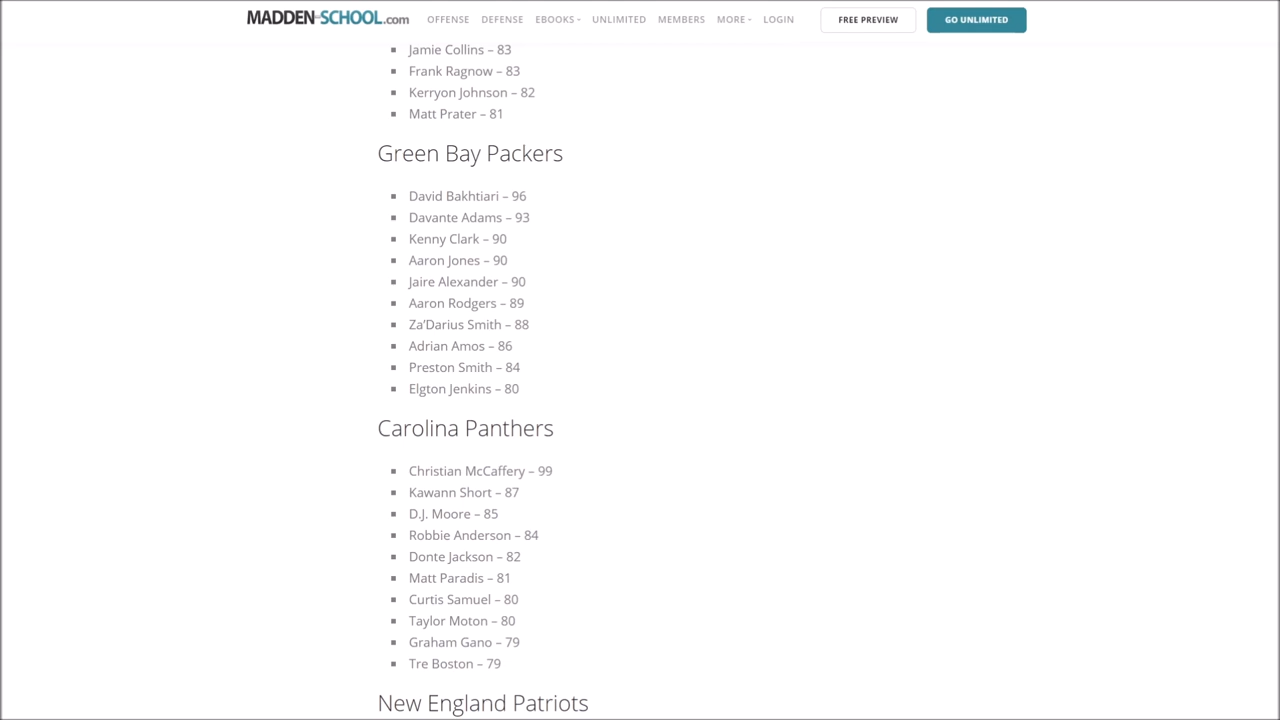 MADDEN-SCHOOL.com OFFENSE DEFENSE EBOOKS UNLIMITED MEMBERS MORE LOGIN FREE PREVIEW GO UNLIMITED
Jamie Collins – 83
Frank Ragnow – 83
Kerryon Johnson – 82
Matt Prater – 81
Green Bay Packers
David Bakhtiari – 96
Davante Adams – 93
Kenny Clark – 90
Aaron Jones – 90
Jaire Alexander – 90
Aaron Rodgers – 89
Za’Darius Smith – 88
Adrian Amos – 86
Preston Smith – 84
Elgton Jenkins – 80
Carolina Panthers
Christian McCaffery – 99
Kawann Short – 87
D.J. Moore – 85
Robbie Anderson – 84
Donte Jackson – 82
Matt Paradis – 81
Curtis Samuel – 80
Taylor Moton – 80
Graham Gano – 79
Tre Boston – 79
New England Patriots